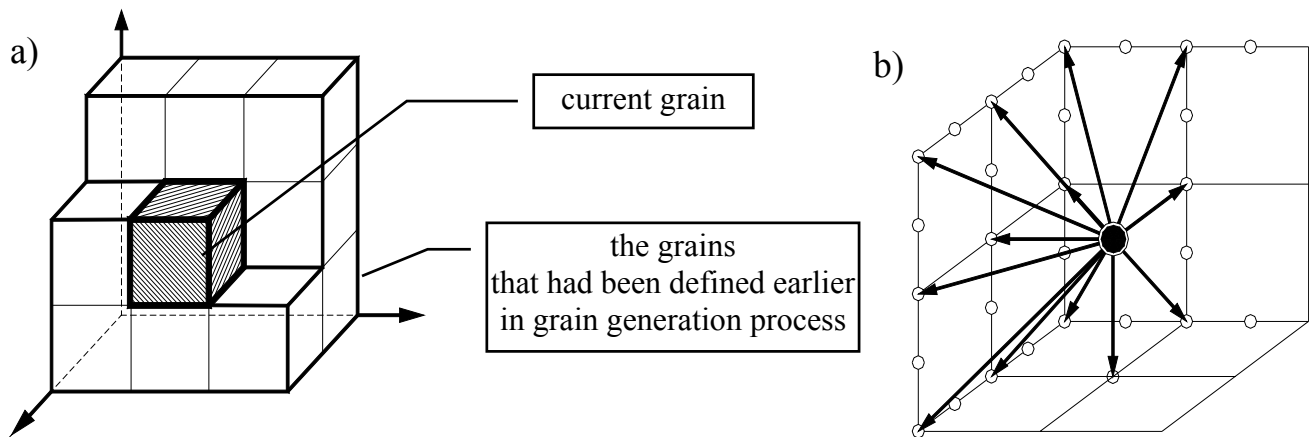 a)
current grain
the grains
that had been defined earlier
in grain generation process
b)